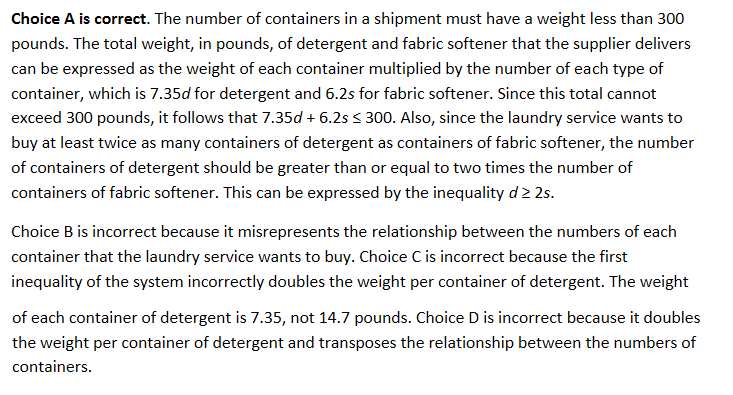 Choice A is correct. The number of containers in a shipment must have a weight less than 300
pounds. The total weight, in pounds, of detergent and fabric softener that the supplier delivers
can be expressed as the weight of each container multiplied by the number of each type of
container, which is 7.35d for detergent and 6.2s for fabric softener. Since this total cannot
exceed 300 pounds, it follows that 7.35d + 6.2s ≤ 300. Also, since the laundry service wants to
buy at least twice as many containers of detergent as containers of fabric softener, the number
of containers of detergent should be greater than or equal to two times the number of
containers of fabric softener. This can be expressed by the inequality d ≥ 2s.
Choice B is incorrect because it misrepresents the relationship between the numbers of each
container that the laundry service wants to buy. Choice C is incorrect because the first
inequality of the system incorrectly doubles the weight per container of detergent. The weight
of each container of detergent is 7.35, not 14.7 pounds. Choice D is incorrect because it doubles
the weight per container of detergent and transposes the relationship between the numbers of
containers.